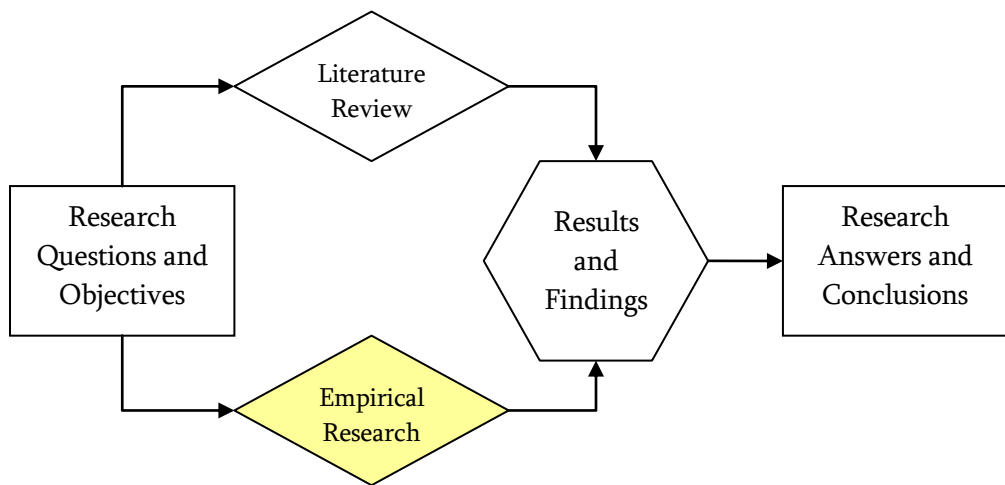 Literature
Review
Research
Questions and
Objectives
Results
and
Findings
Research
Answers and
Conclusions
Empirical
Research